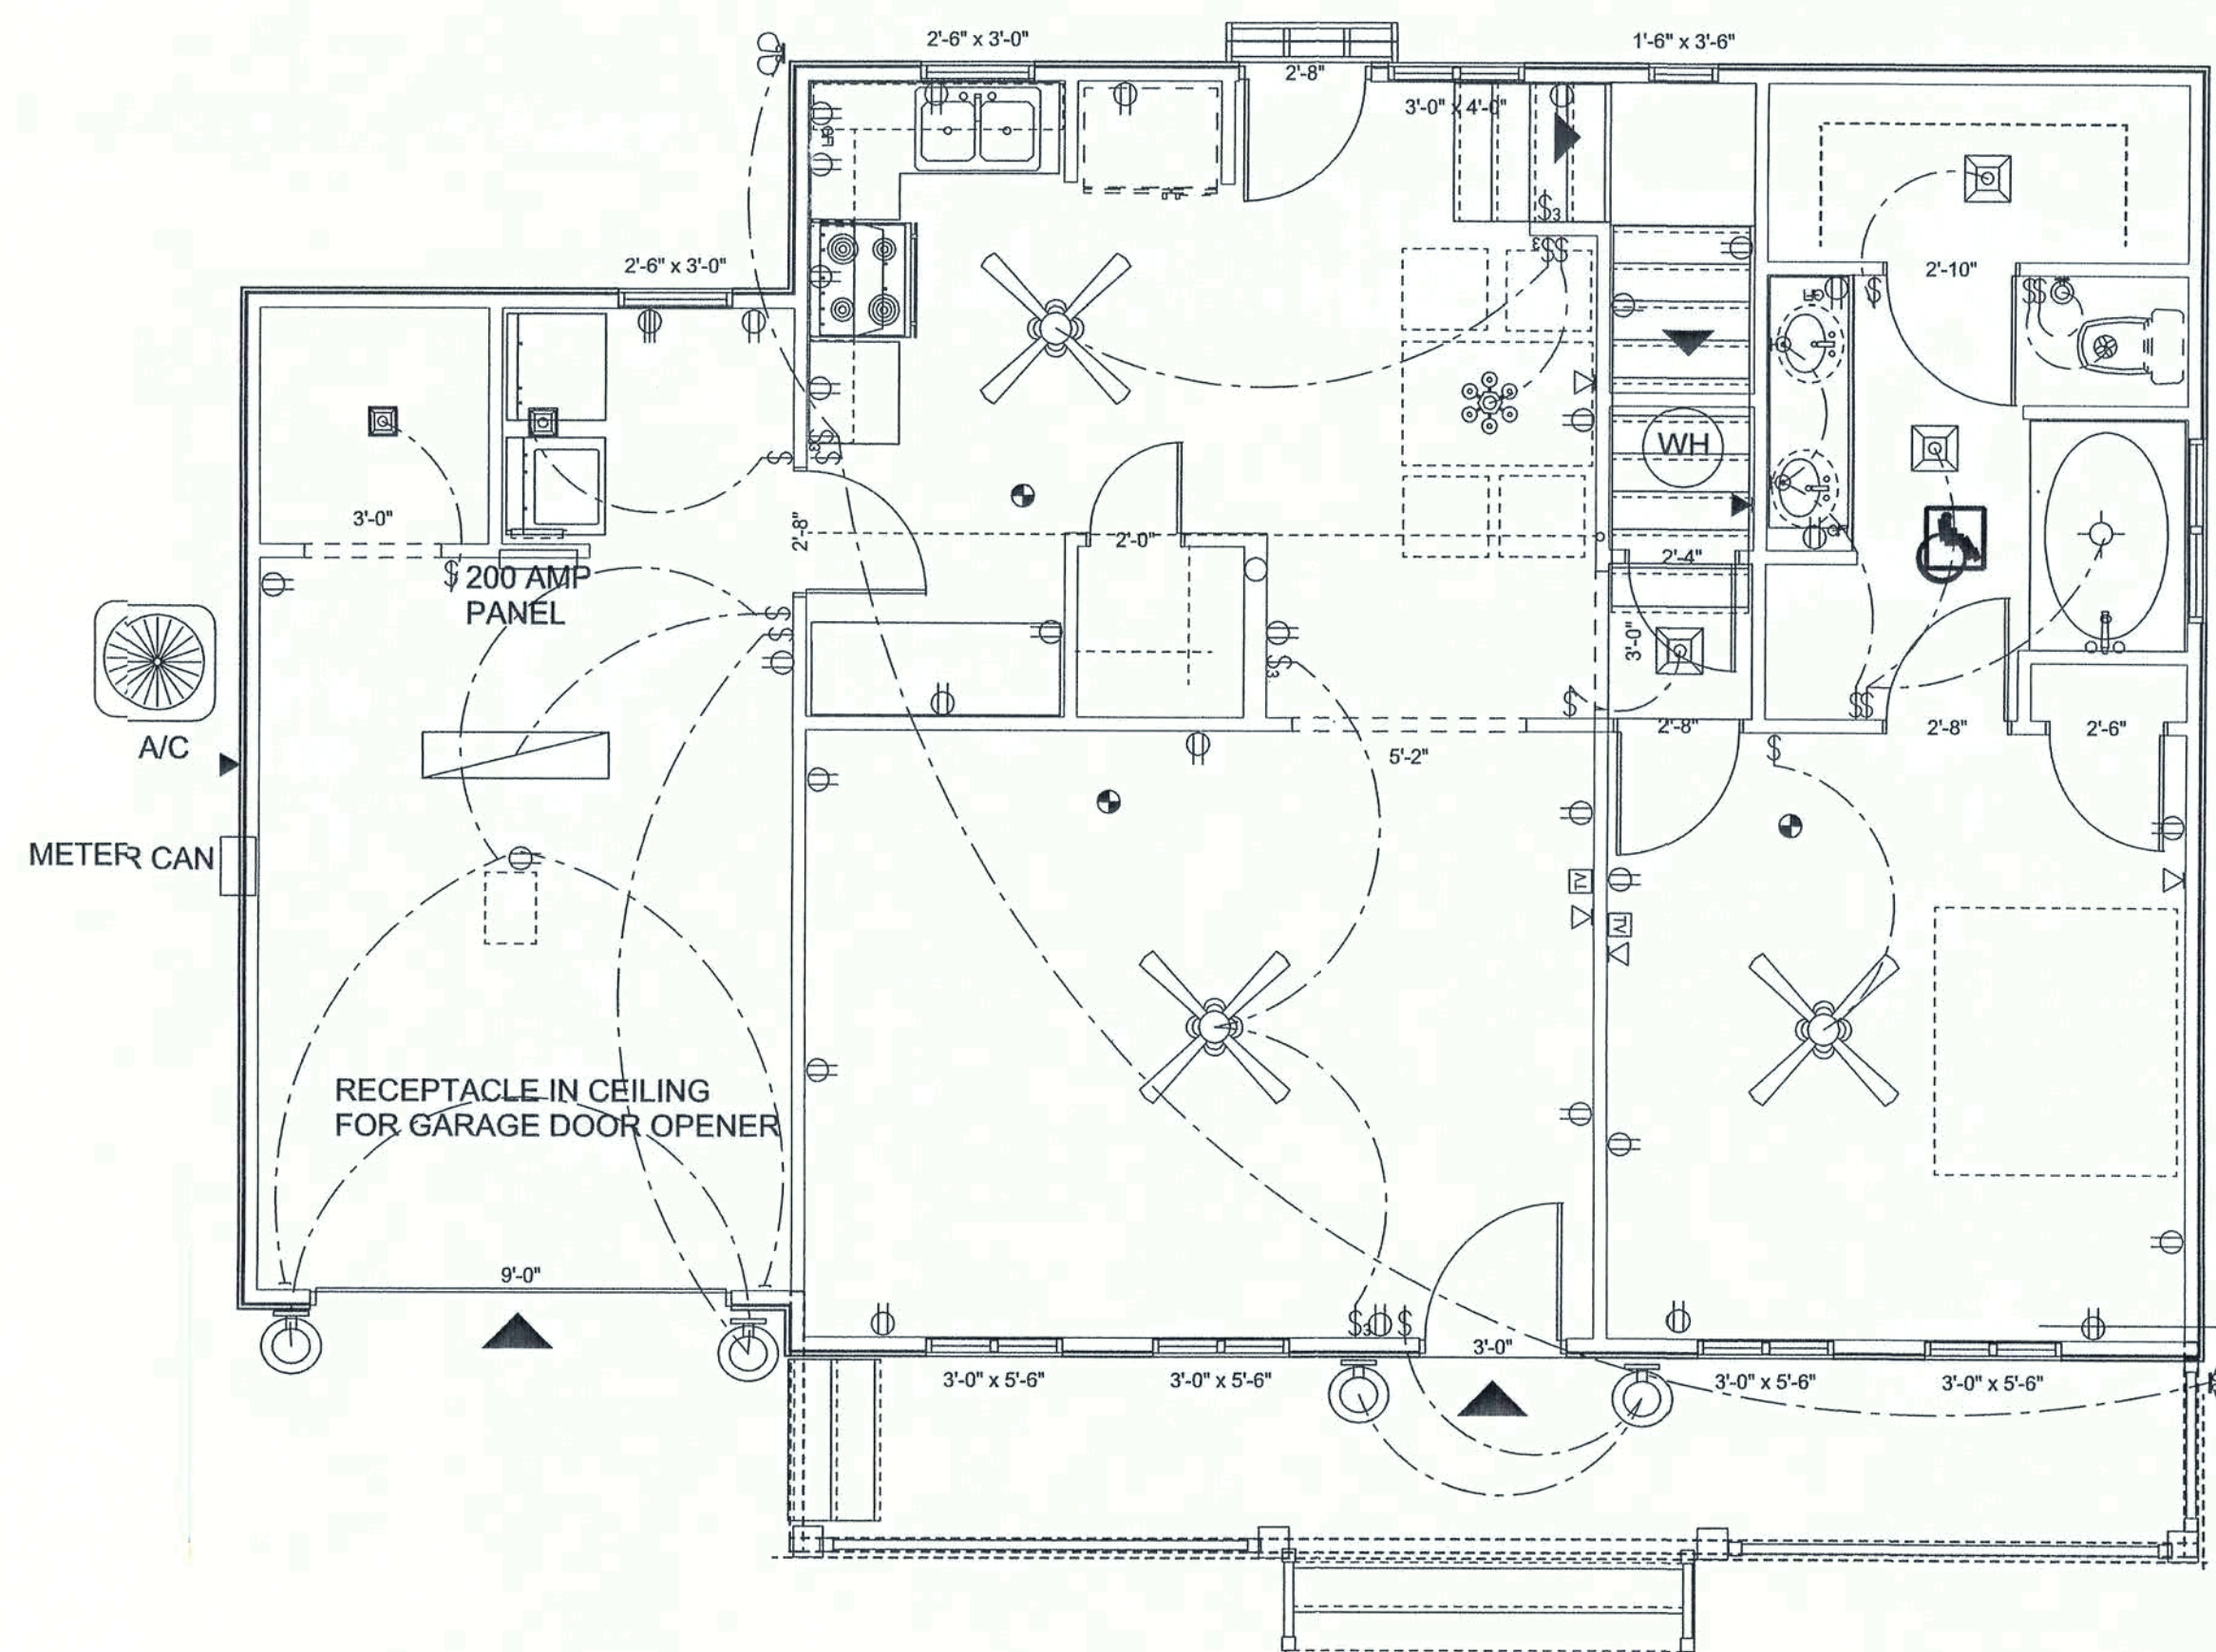 2'-6" x 3'-0"
1'-6" x 3'-6"
2'-8"
3'-0" x 4'-0"
2'-6" x 3'-0"
2'-10"
WH
3'-0"
2'-8"
2'-0"
2'-4"
200 AMP
PANEL
3'-0"
2'-8"
2'-8"
2'-6"
5'-2"
A/C
METER CAN
TV
TV
RECEPTACLE IN CEILING
FOR GARAGE DOOR OPENER
9'-0"
3'-0"
3'-0" x 5'-6"
3'-0" x 5'-6"
3'-0" x 5'-6"
3'-0" x 5'-6"